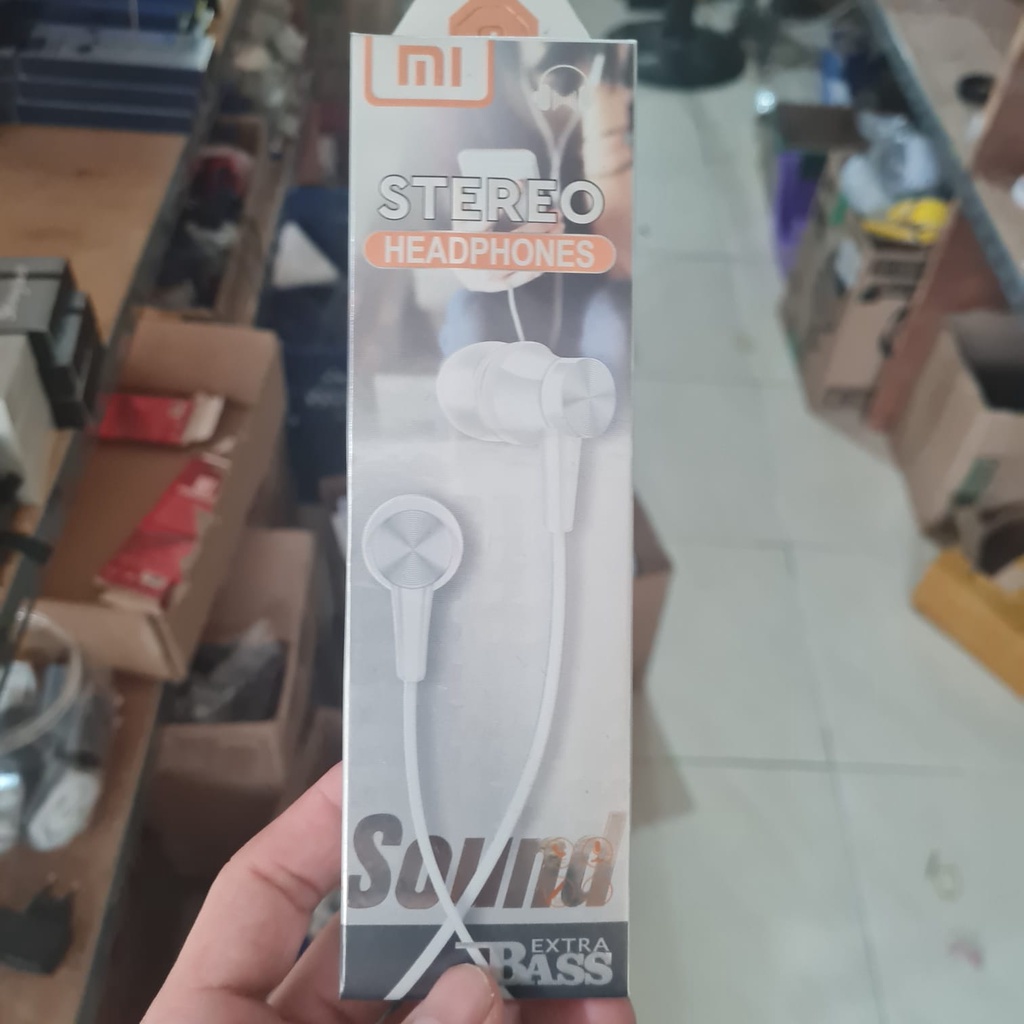 mi
STEREO
HEADPHONES
Sound
EXTRA
BASS